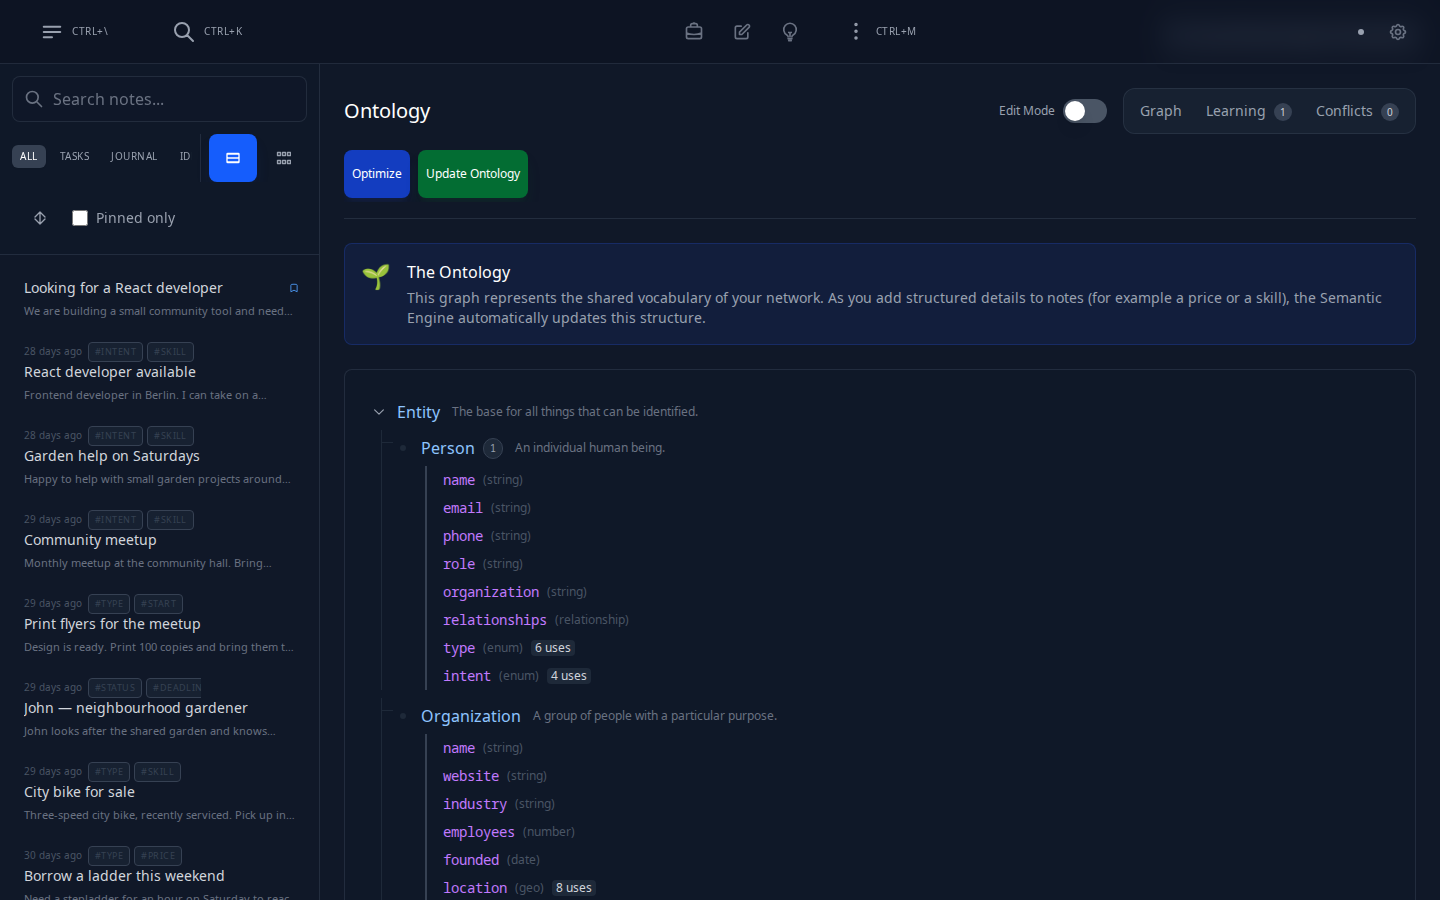 CTRL+\ CTRL+K CTRL+M
Search notes...
ALL TASKS JOURNAL ID
Pinned only
Looking for a React developer
We are building a small community tool and need...
28 days ago #INTENT #SKILL
React developer available
Frontend developer in Berlin. I can take on a...
28 days ago #INTENT #SKILL
Garden help on Saturdays
Happy to help with small garden projects around...
29 days ago #INTENT #SKILL
Community meetup
Monthly meetup at the community hall. Bring...
29 days ago #TYPE #START
Print flyers for the meetup
Design is ready. Print 100 copies and bring them t...
29 days ago #STATUS #DEADLIN
John — neighbourhood gardener
John looks after the shared garden and knows...
29 days ago #TYPE #SKILL
City bike for sale
Three-speed city bike, recently serviced. Pick up in...
30 days ago #TYPE #PRICE
Borrow a ladder this weekend
Need a stepladder for an hour on Saturday to reac...
Ontology
Edit Mode Graph Learning 1 Conflicts 0
Optimize Update Ontology
The Ontology
This graph represents the shared vocabulary of your network. As you add structured details to notes (for example a price or a skill), the Semantic
Engine automatically updates this structure.
Entity The base for all things that can be identified.
Person 1 An individual human being.
name (string)
email (string)
phone (string)
role (string)
organization (string)
relationships (relationship)
type (enum) 6 uses
intent (enum) 4 uses
Organization A group of people with a particular purpose.
name (string)
website (string)
industry (string)
employees (number)
founded (date)
location (geo) 8 uses